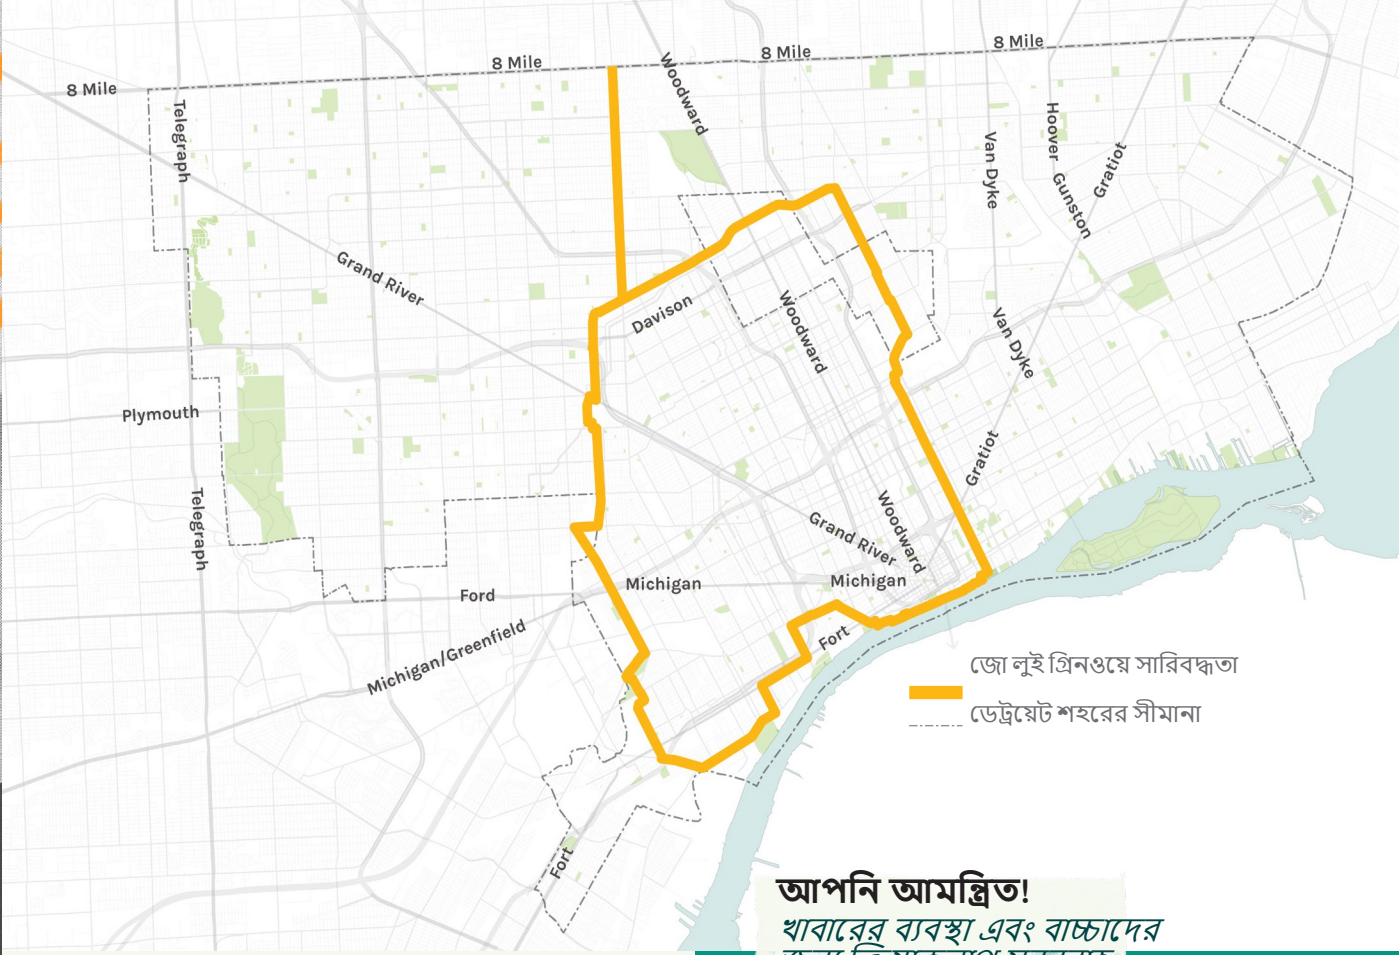 8 Mile
8 Mile
8 Mile
8 Mile
Woodward
Telegraph
Van Dyke
Hoover
Gunston
Gratiot
Grand River
Davison
Woodward
Van Dyke
Plymouth
Gratiot
Telegraph
Grand River
Woodward
Michigan
Michigan
Ford
Michigan/Greenfield
Fort
জো লুই গ্রিনওয়ে সারিবদ্ধতা
ডেট্রয়েট শহরের সীমানা
Fort
আপনি আমন্ত্রিত!
খাবারের ব্যবস্থা এবং বাচ্চাদের